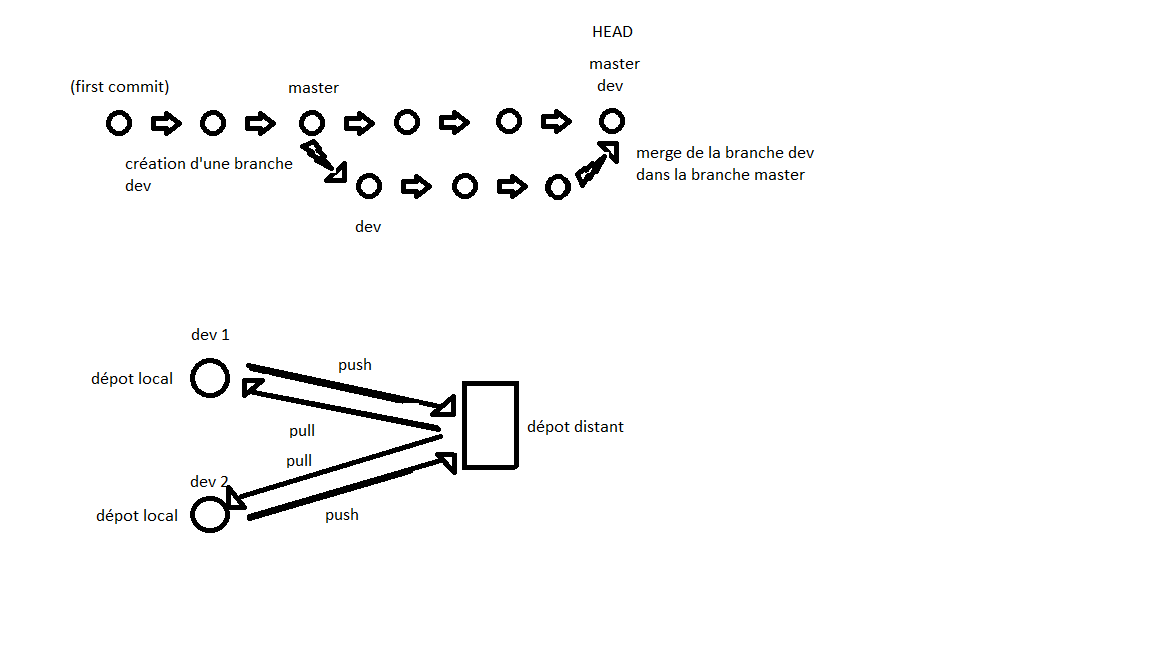 HEAD
master
dev
(first commit)
master
création d'une branche
dev
merge de la branche dev
dans la branche master
dev
dev 1
push
dépot local
dépot distant
pull
pull
dev 2
dépot local
push